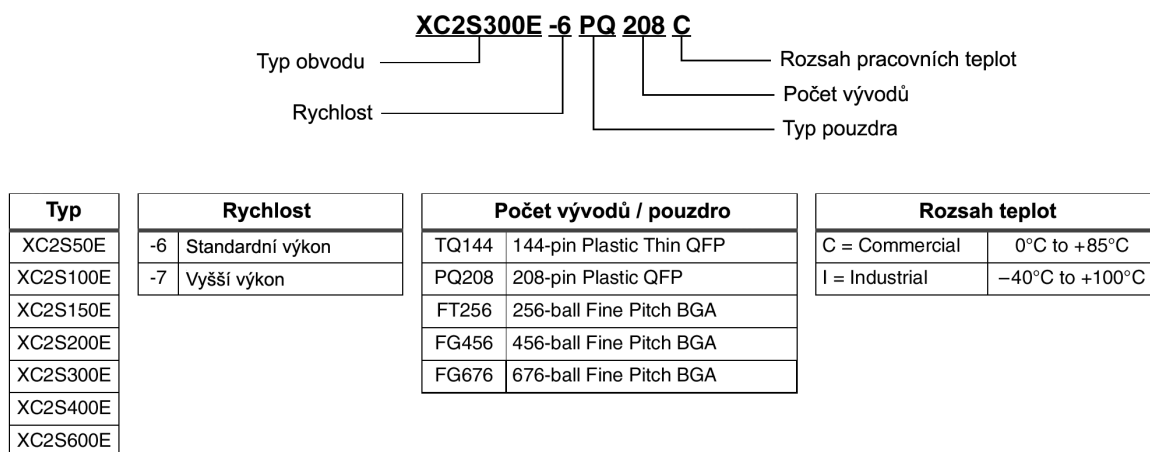 XC2S300E -6 PQ 208 C
Typ obvodu
Rozsah pracovních teplot
Počet vývodů
Rychlost
Typ pouzdra
Typ
XC2S50E
XC2S100E
XC2S150E
XC2S200E
XC2S300E
XC2S400E
XC2S600E
Rychlost
-6 Standardní výkon
-7 Vyšší výkon
Počet vývodů / pouzdro
TQ144 144-pin Plastic Thin QFP
PQ208 208-pin Plastic QFP
FT256 256-ball Fine Pitch BGA
FG456 456-ball Fine Pitch BGA
FG676 676-ball Fine Pitch BGA
Rozsah teplot
C = Commercial 0°C to +85°C
I = Industrial −40°C to +100°C